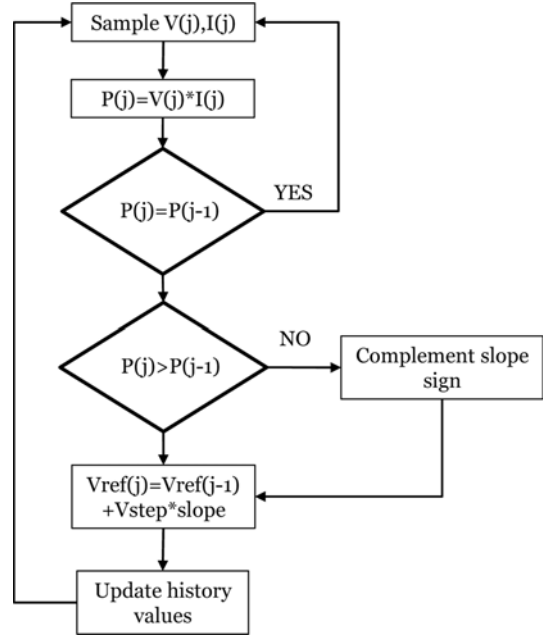 Sample V(j),I(j)
P(j)=V(j)*I(j)
P(j)=P(j-1)
YES
P(j)>P(j-1)
NO
Complement slope
sign
Vref(j)=Vref(j-1)
+Vstep*slope
Update history
values